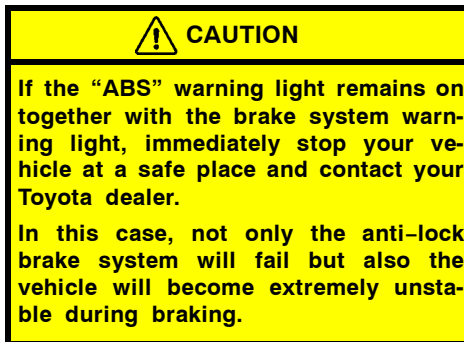 CAUTION
If the “ABS” warning light remains on
together with the brake system warn-
ing light, immediately stop your ve-
hicle at a safe place and contact your
Toyota dealer.
In this case, not only the anti–lock
brake system will fail but also the
vehicle will become extremely unsta-
ble during braking.